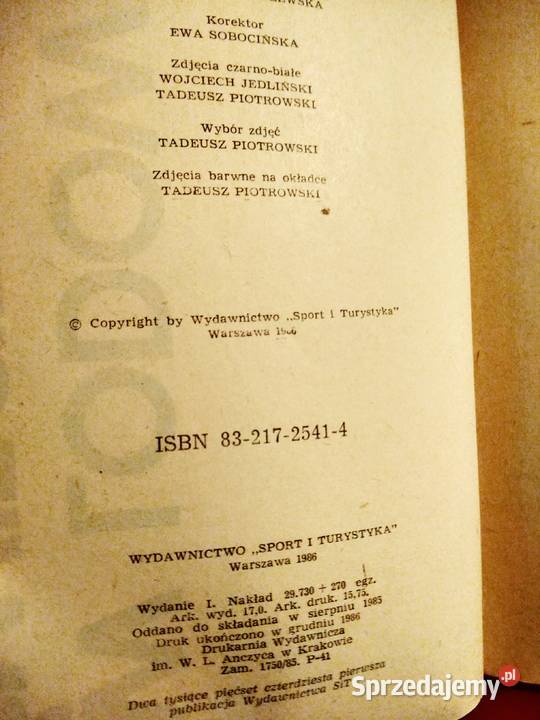 EWSKA
Korektor
EWA SOBOCIŃSKA
Zdjęcia czarno-białe
WOJCIECH JEDLIŃSKI
TADEUSZ PIOTROWSKI
Wybór zdjęć
TADEUSZ PIOTROWSKI
Zdjęcia barwne na okładce
TADEUSZ PIOTROWSKI
© Copyright by Wydawnictwo „Sport i Turystyka"
Warszawa 1986
ISBN 83-217-2541-4
WYDAWNICTWO „SPORT I TURYSTYKA"
Warszawa 1986
Wydanie I. Nakład 29.730 + 270 egz.
Ark. wyd. 17,0. Ark. druk. 15,75.
Oddano do składania w sierpniu 1985
Druk ukończono w grudniu 1986
Drukarnia Wydawnicza
im. W. L. Anczyca w Krakowie
Zam. 1750/85. P-41
Dwa tysiące pięćset czterdziesta pierwsza
publikacja Wydawnictwa SiT
Sprzedajemy.pl